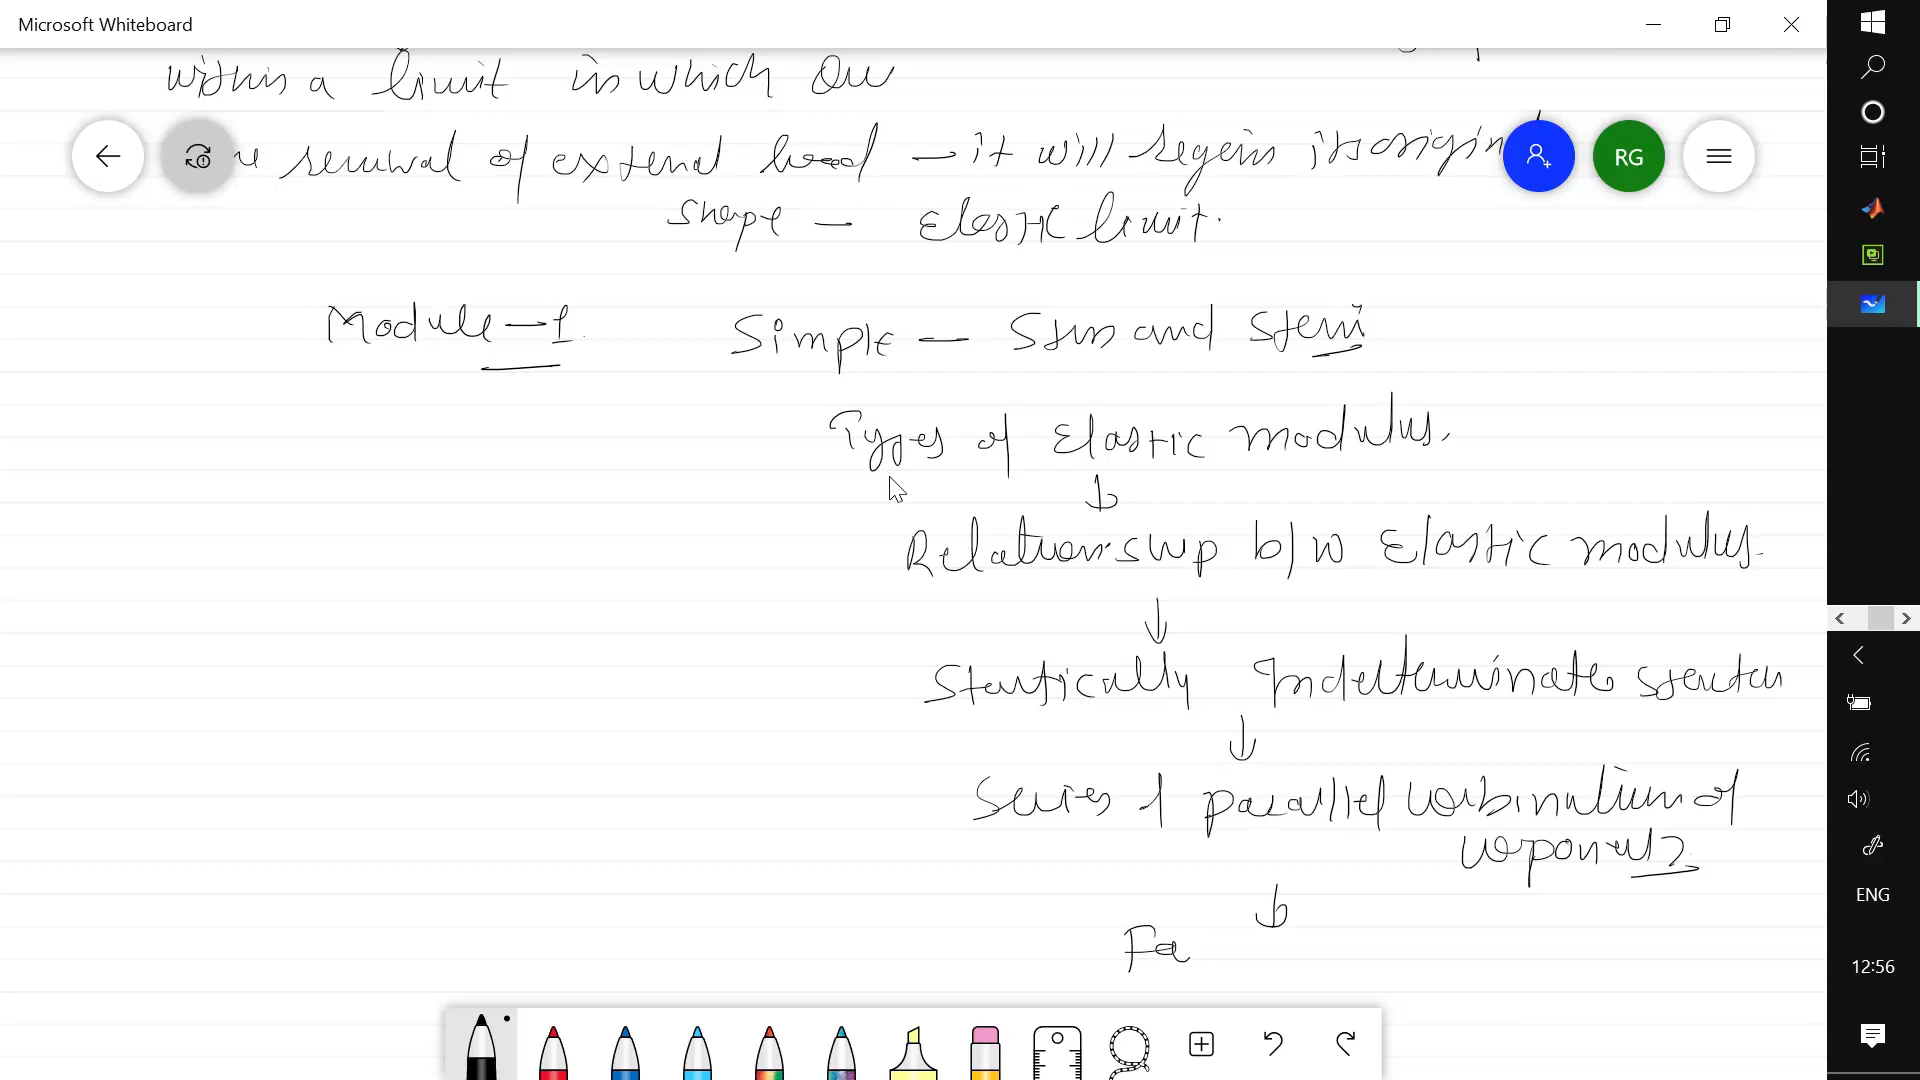 Microsoft Whiteboard
within a limit in which on
removal of external load – it will regain its origin
shape – Elastic limit.
Module-1 Simple – Stress and Strain
Types of Elastic modulus.
↓
Relationship b/w Elastic modulus.
↓
Statically Indeterminate
↓
Series & parallel combination of
components
↓
Fa
RG
ENG
12:56